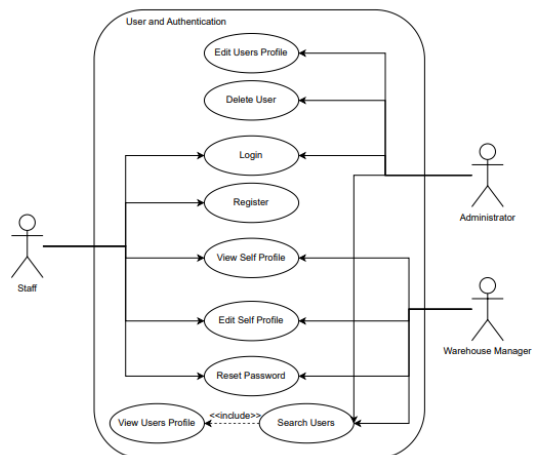 User and Authentication
Edit Users Profile
Delete User
Login
Register
Administrator
View Self Profile
Staff
Edit Self Profile
Warehouse Manager
Reset Password
<<include>>
View Users Profile
Search Users